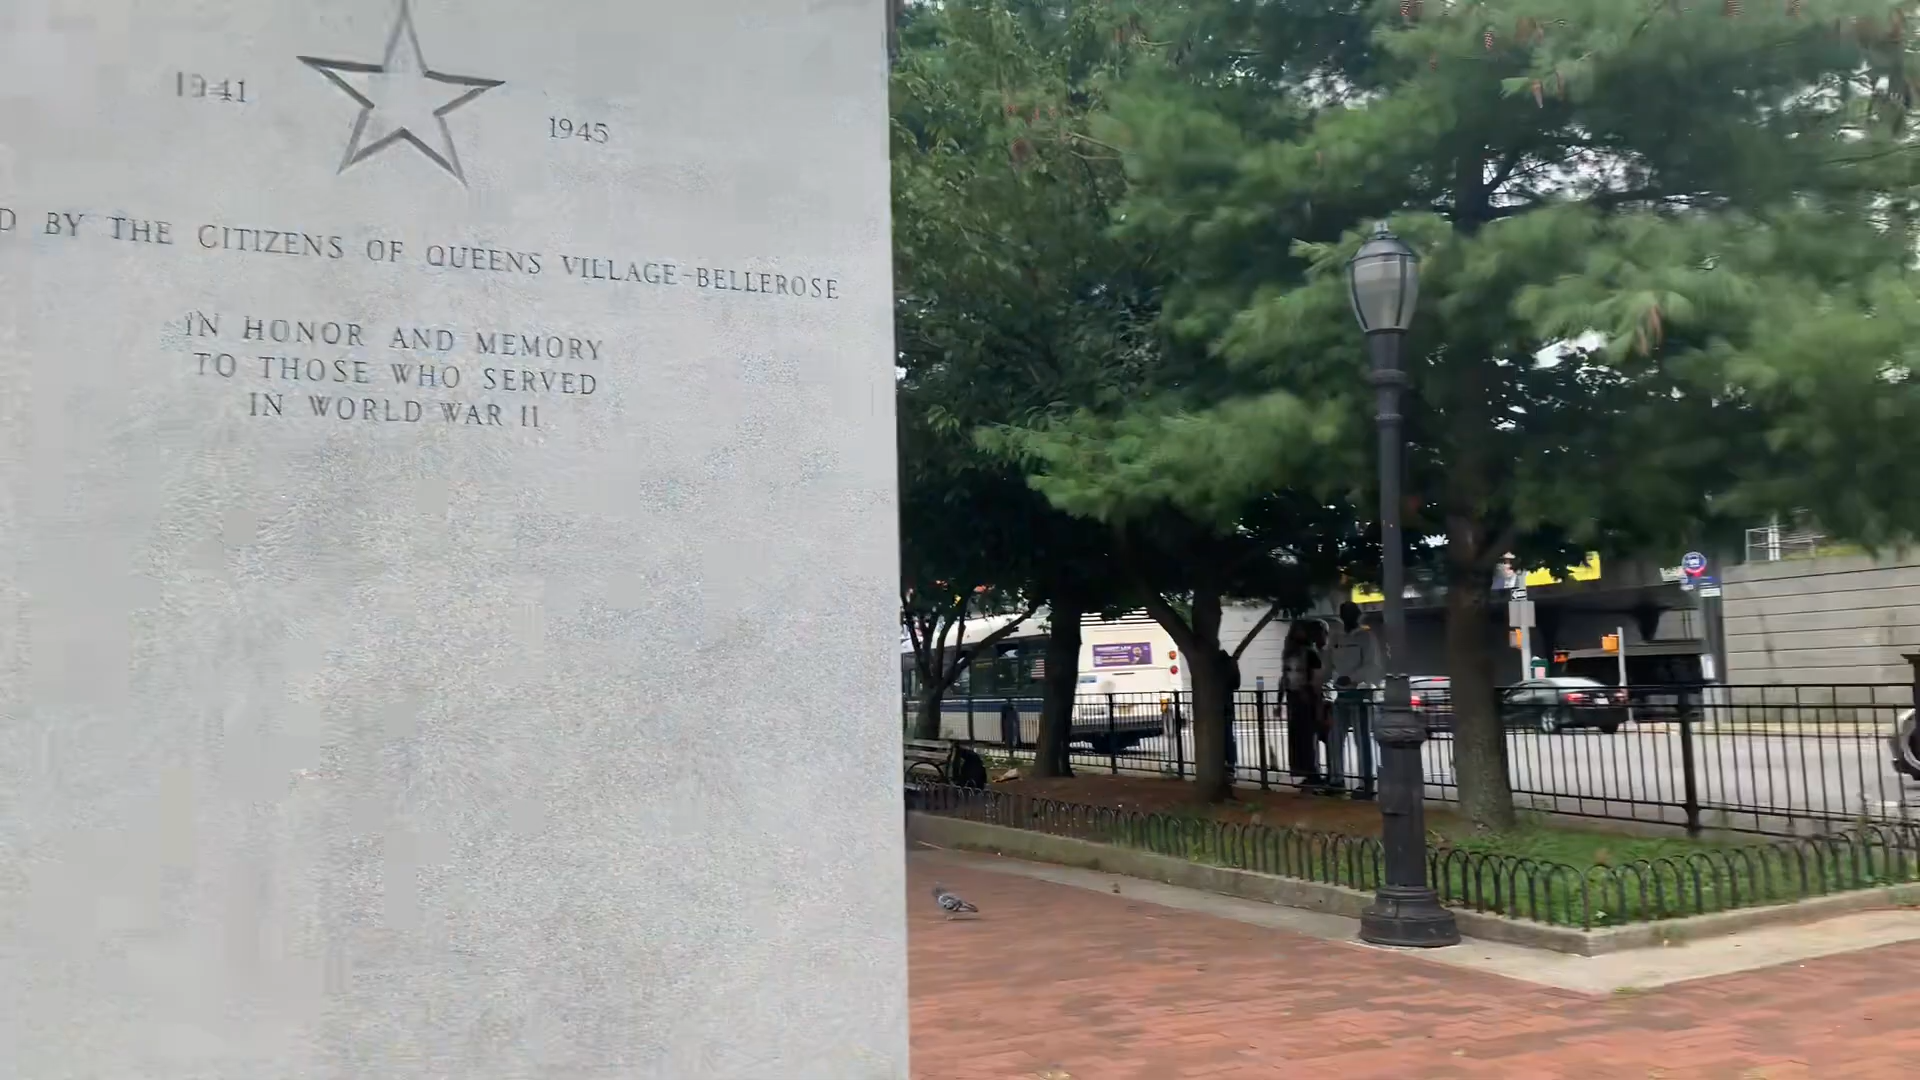 1941
1945
D BY THE CITIZENS OF QUEENS VILLAGE-BELLEROSE
IN HONOR AND MEMORY
TO THOSE WHO SERVED
IN WORLD WAR II